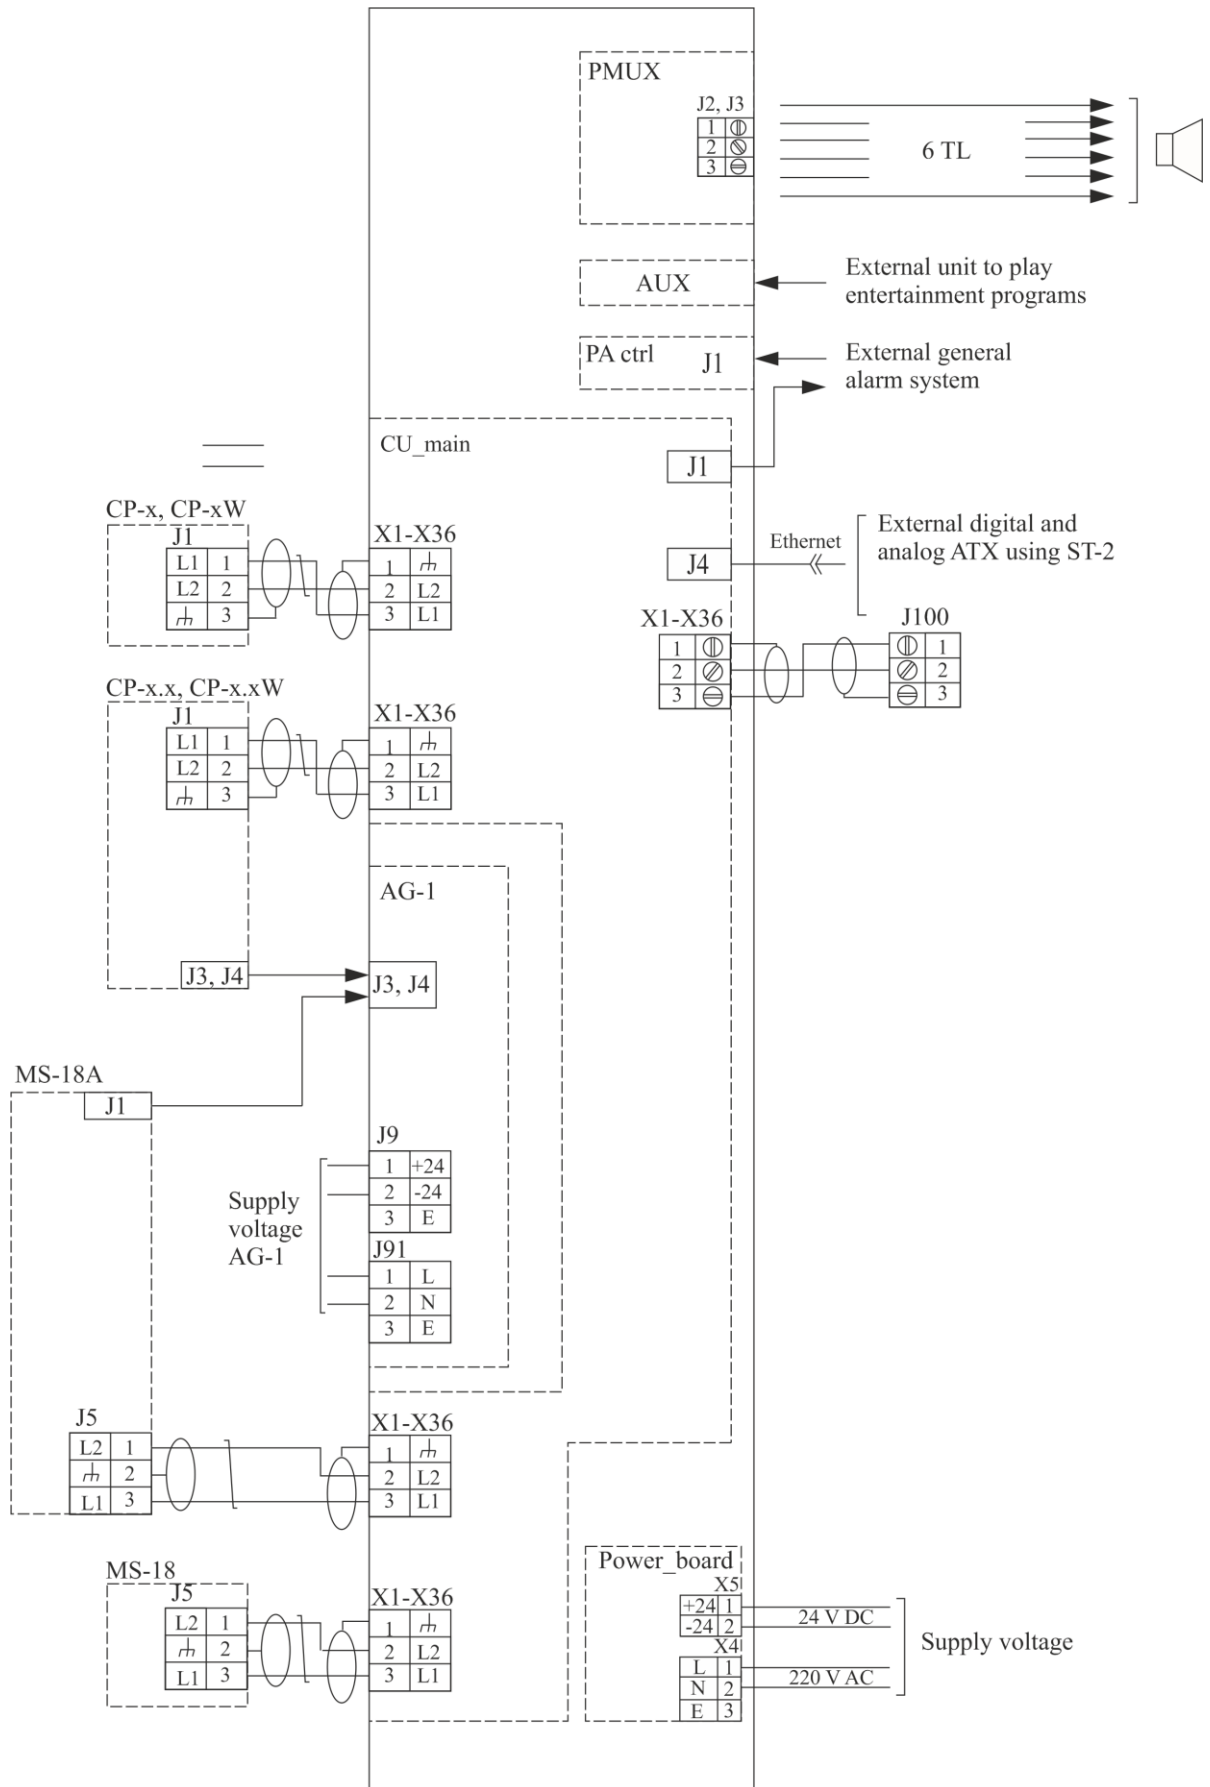 PMUX
J2, J3
1
2
3
6 TL
AUX
External unit to play
entertainment programs
PA ctrl
J1
External general
alarm system
CU_main
J1
CP-x, CP-xW
J1
L1 1
L2 2
3
X1-X36
1
2 L2
3 L1
J4
Ethernet
External digital and
analog ATX using ST-2
X1-X36
1
2
3
J100
1
2
3
CP-x.x, CP-x.xW
J1
L1 1
L2 2
3
X1-X36
1
2 L2
3 L1
AG-1
J3, J4
J3, J4
MS-18A
J1
Supply
voltage
AG-1
J9
1 +24
2 -24
3 E
J91
1 L
2 N
3 E
J5
L2 1
2
L1 3
X1-X36
1
2 L2
3 L1
MS-18
J5
L2 1
2
L1 3
X1-X36
1
2 L2
3 L1
Power_board
X5
+24 1
-24 2
24 V DC
X4
L 1
N 2
E 3
220 V AC
Supply voltage